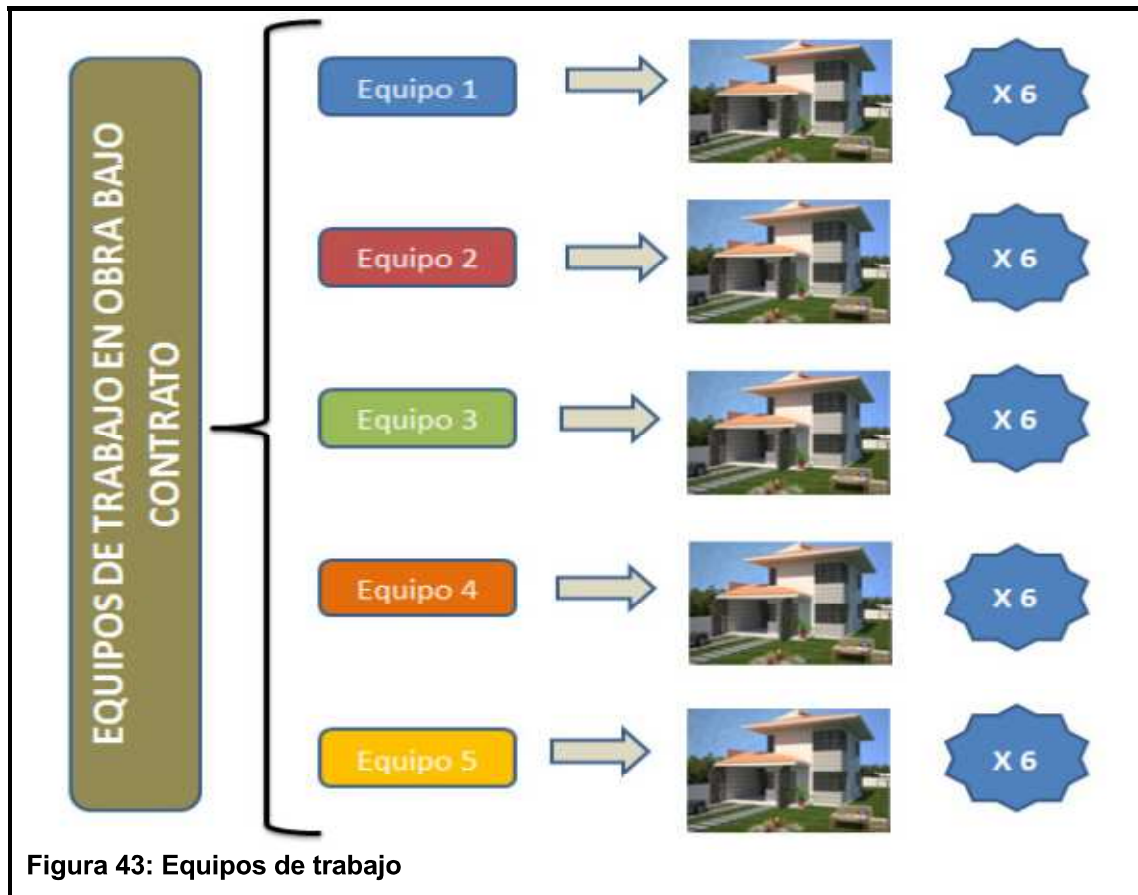 EQUIPOS DE TRABAJO EN OBRA BAJO
CONTRATO
Equipo 1
X 6
Equipo 2
X 6
Equipo 3
X 6
Equipo 4
X 6
Equipo 5
X 6
Figura 43: Equipos de trabajo